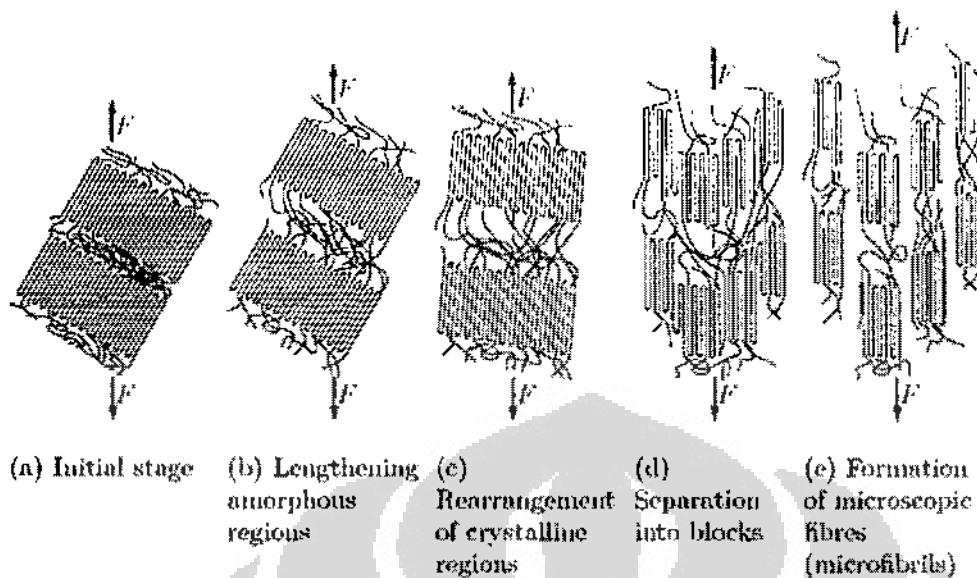 F
F
F
F
F
F
F
F
F
F
(a) Initial stage
(b) Lengthening
amorphous
regions
(c)
Rearrangement
of crystalline
regions
(d)
Separation
into blocks
(e) Formation
of microscopic
fibres
(microfibrils)